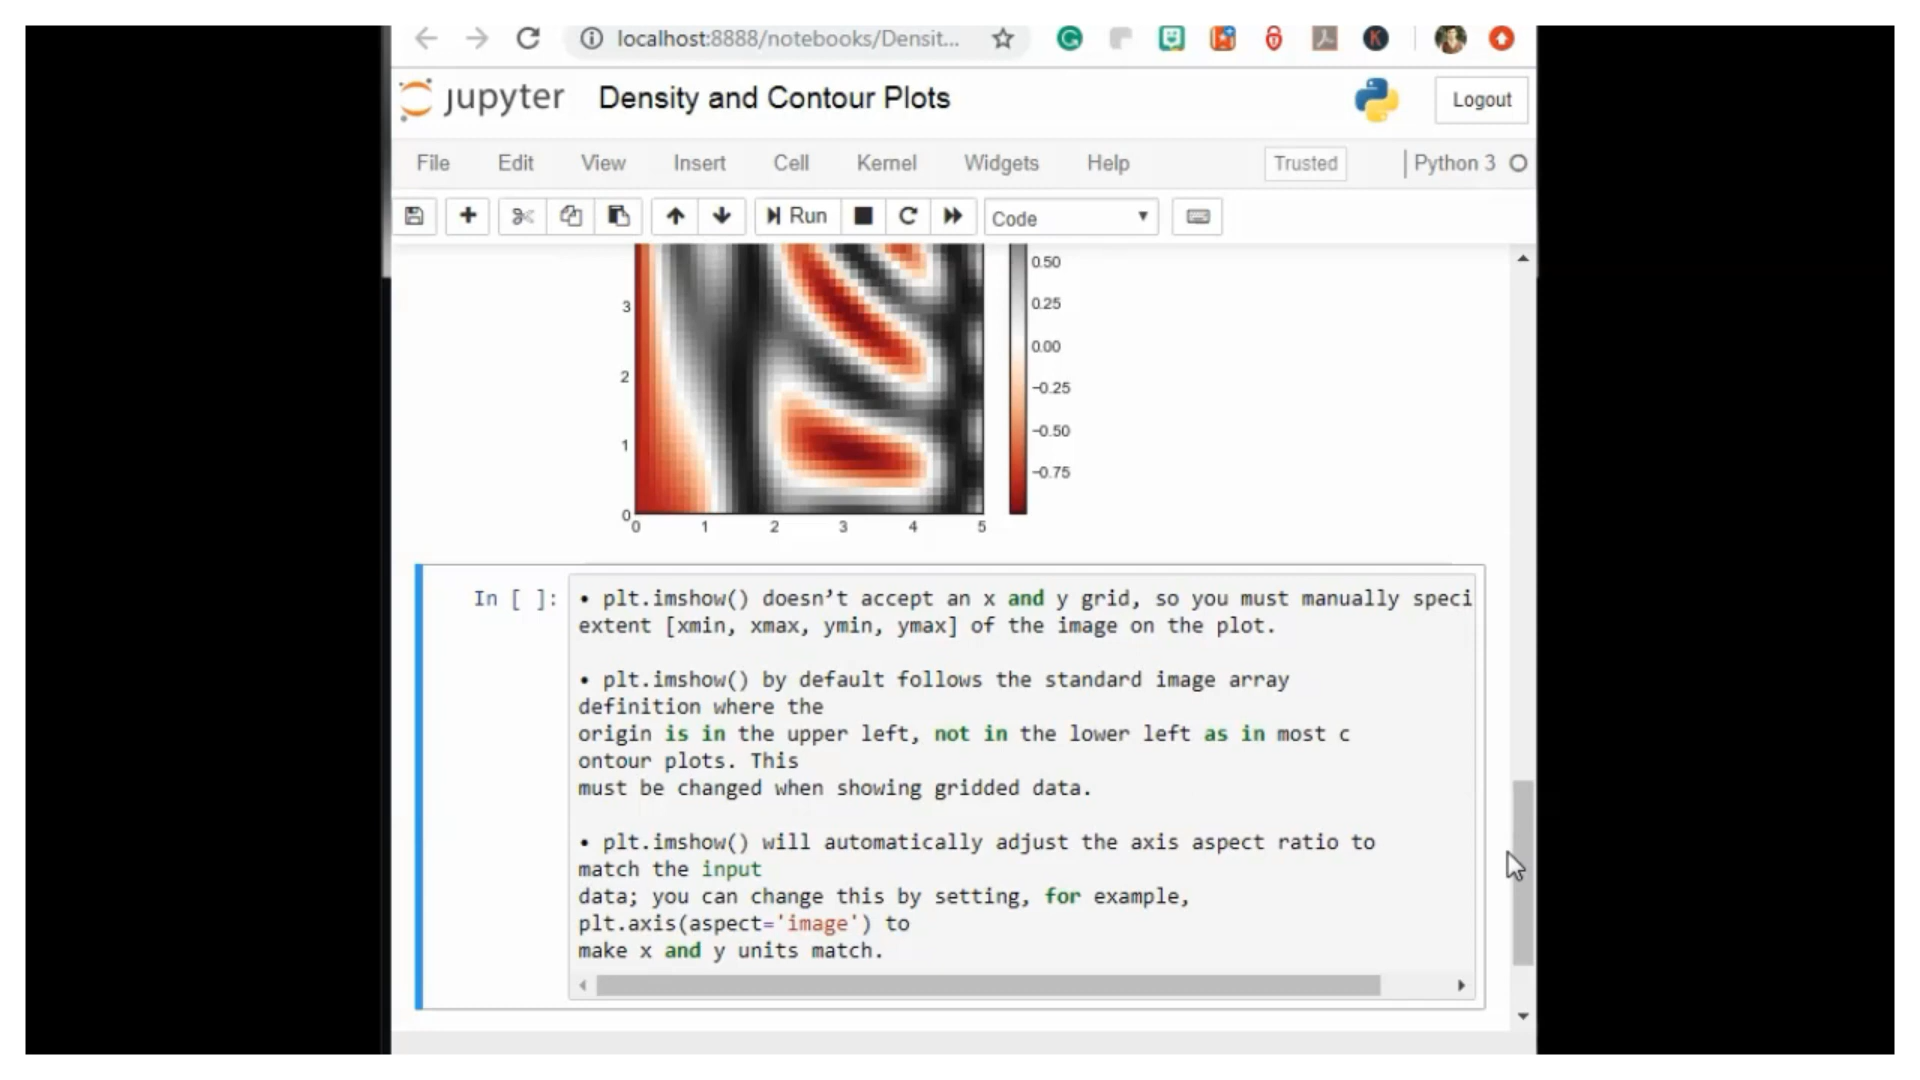 localhost:8888/notebooks/Densit...
jupyter Density and Contour Plots Logout
File Edit View Insert Cell Kernel Widgets Help Trusted Python 3
Run Code
0.50
0.25
0.00
−0.25
−0.50
−0.75
3
2
1
0
0 1 2 3 4 5
In [ ]:
• plt.imshow() doesn’t accept an x and y grid, so you must manually speci
extent [xmin, xmax, ymin, ymax] of the image on the plot.
• plt.imshow() by default follows the standard image array
definition where the
origin is in the upper left, not in the lower left as in most c
ontour plots. This
must be changed when showing gridded data.
• plt.imshow() will automatically adjust the axis aspect ratio to
match the input
data; you can change this by setting, for example,
plt.axis(aspect='image') to
make x and y units match.